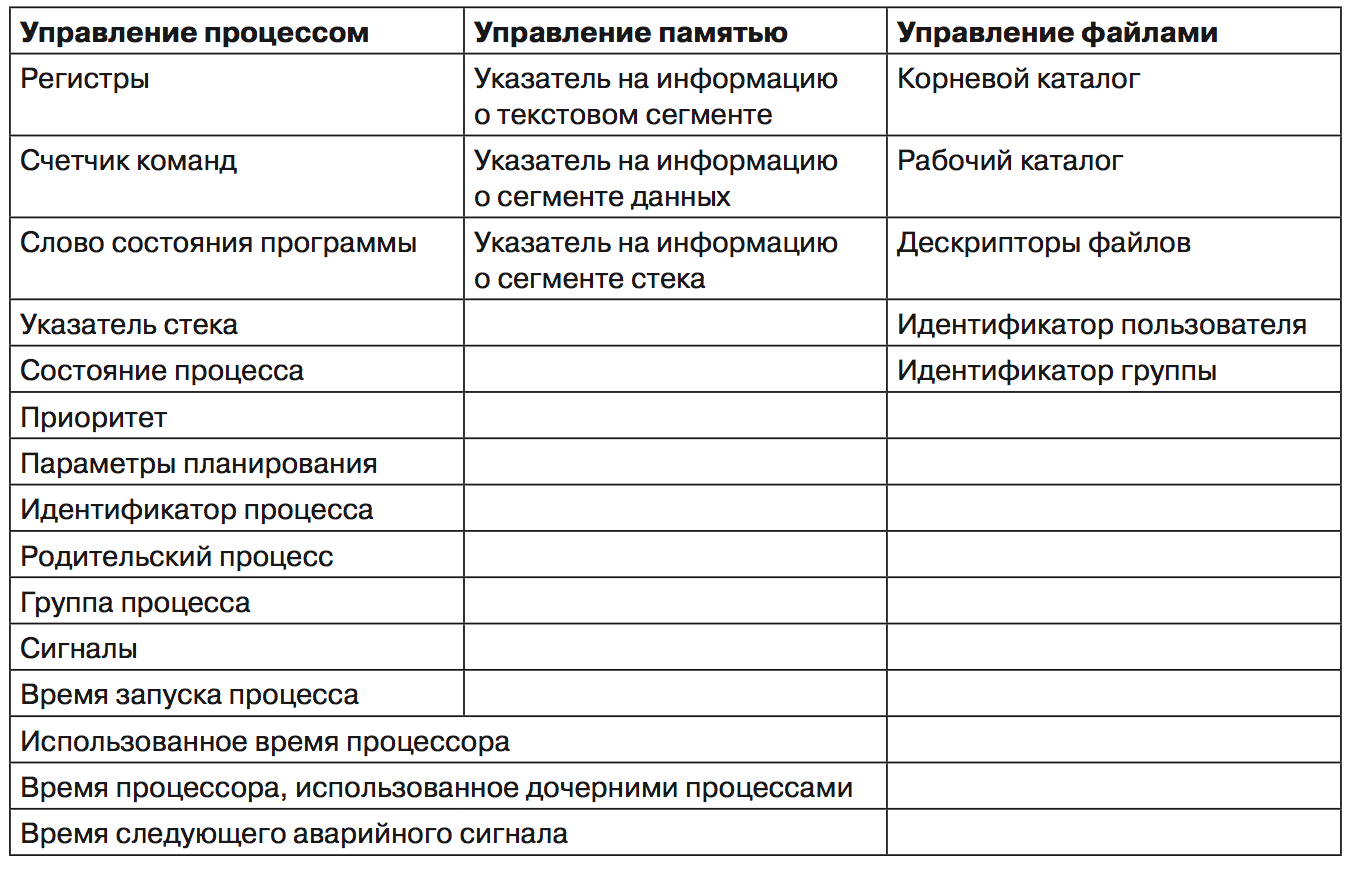 Управление процессом Управление памятью Управление файлами
Регистры Указатель на информацию Корневой каталог
о текстовом сегменте
Счетчик команд Указатель на информацию Рабочий каталог
о сегменте данных
Слово состояния программы Указатель на информацию Дескрипторы файлов
о сегменте стека
Указатель стека Идентификатор пользователя
Состояние процесса Идентификатор группы
Приоритет
Параметры планирования
Идентификатор процесса
Родительский процесс
Группа процесса
Сигналы
Время запуска процесса
Использованное время процессора
Время процессора, использованное дочерними процессами
Время следующего аварийного сигнала